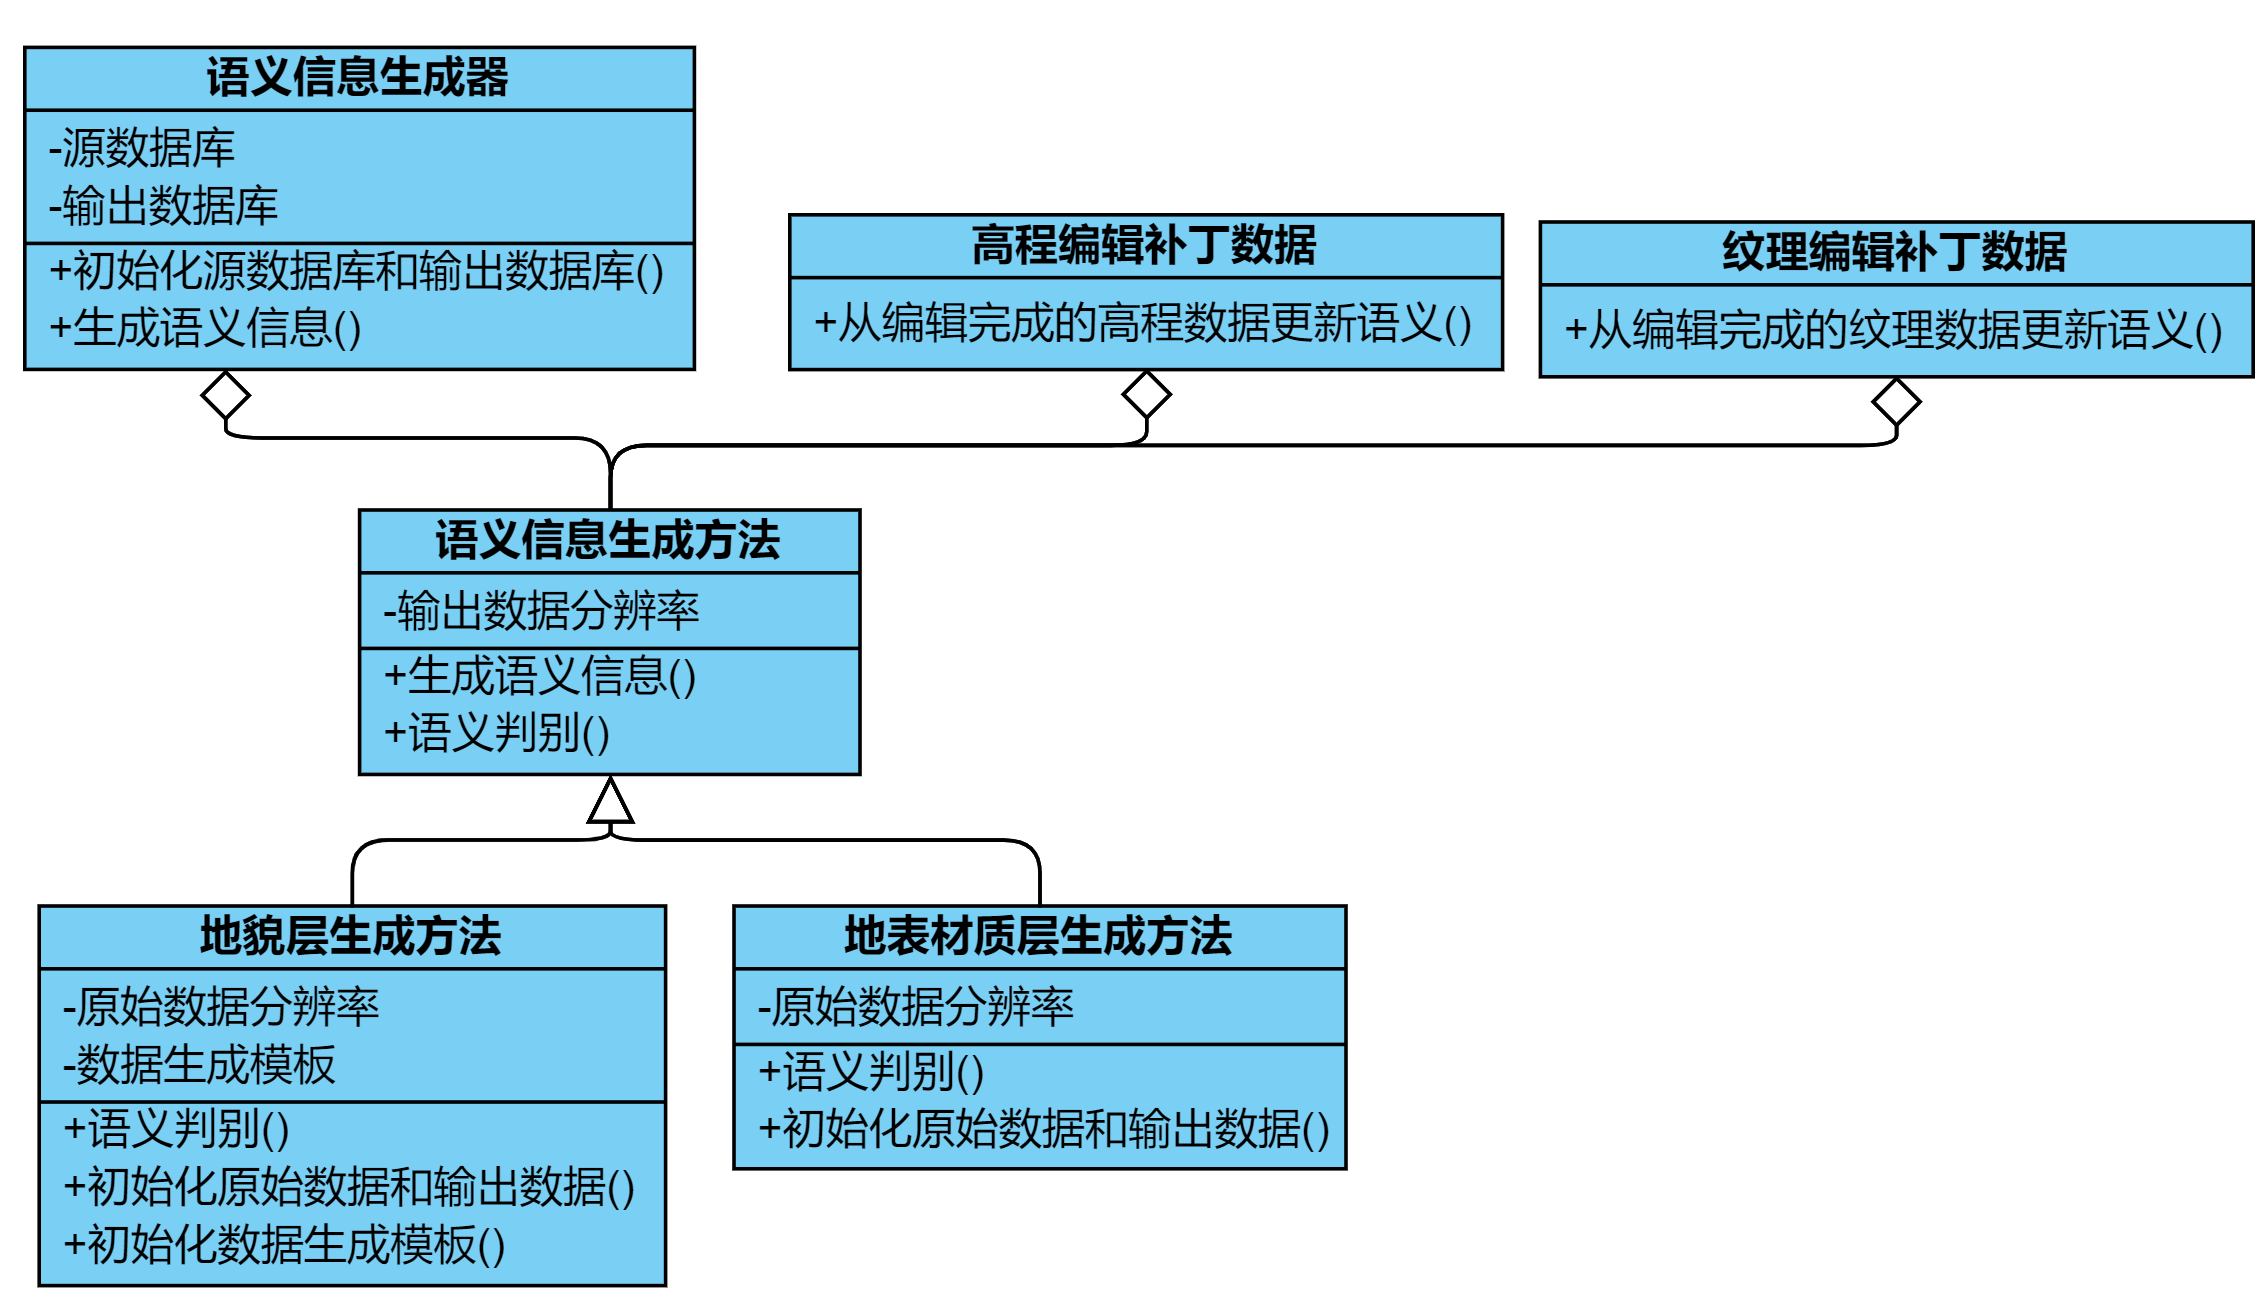 语义信息生成器
-源数据库
-输出数据库
+初始化源数据库和输出数据库()
+生成语义信息()
高程编辑补丁数据
+从编辑完成的高程数据更新语义()
纹理编辑补丁数据
+从编辑完成的纹理数据更新语义()
语义信息生成方法
-输出数据分辨率
+生成语义信息()
+语义判别()
地貌层生成方法
-原始数据分辨率
-数据生成模板
+语义判别()
+初始化原始数据和输出数据()
+初始化数据生成模板()
地表材质层生成方法
-原始数据分辨率
+语义判别()
+初始化原始数据和输出数据()